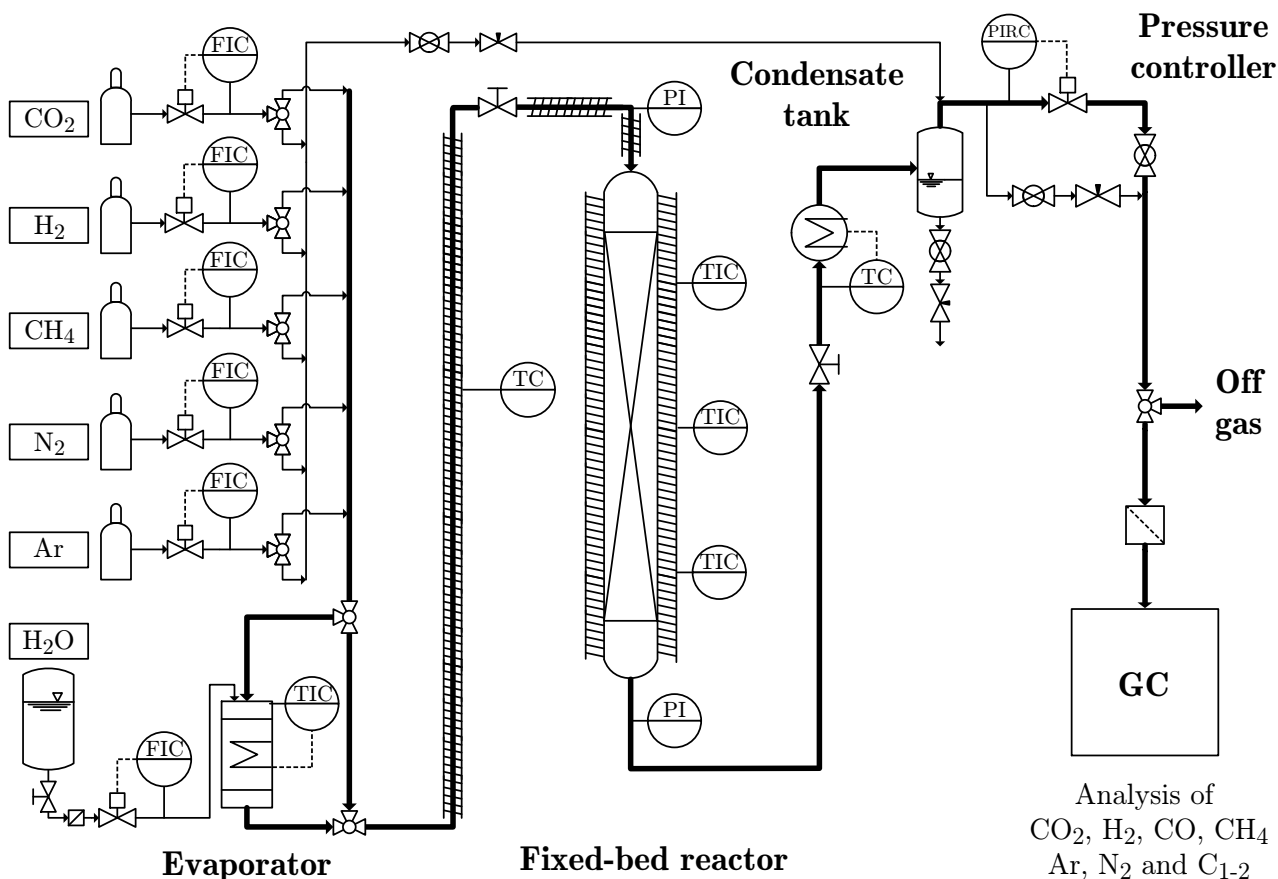 FIC
CO₂
FIC
H₂
FIC
CH₄
FIC
N₂
FIC
Ar
H₂O
TIC
FIC
Evaporator
TC
PI
TIC
TIC
TIC
PI
Fixed-bed reactor
Condensate
tank
TC
PIRC
Pressure
controller
Off
gas
GC
Analysis of
CO₂, H₂, CO, CH₄
Ar, N₂ and C₁₋₂